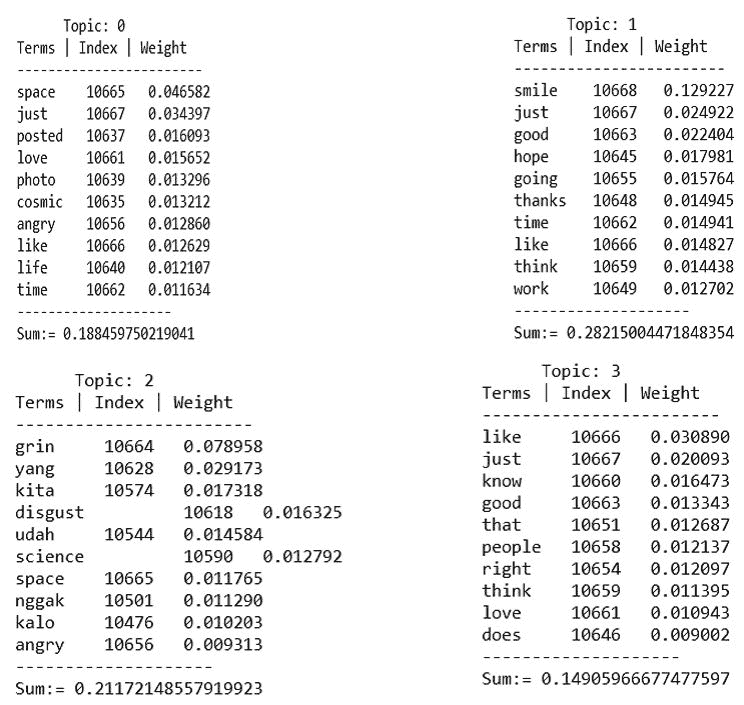 Topic: 0
Terms | Index | Weight
------------------------
space 10665 0.046582
just 10667 0.034397
posted 10637 0.016093
love 10661 0.015652
photo 10639 0.013296
cosmic 10635 0.013212
angry 10656 0.012860
like 10666 0.012629
life 10640 0.012107
time 10662 0.011634
--------------------
Sum:= 0.188459750219041
Topic: 1
Terms | Index | Weight
------------------------
smile 10668 0.129227
just 10667 0.024922
good 10663 0.022404
hope 10645 0.017981
going 10655 0.015764
thanks 10648 0.014945
time 10662 0.014941
like 10666 0.014827
think 10659 0.014438
work 10649 0.012702
--------------------
Sum:= 0.28215004471848354
Topic: 2
Terms | Index | Weight
------------------------
grin 10664 0.078958
yang 10628 0.029173
kita 10574 0.017318
disgust 10618 0.016325
udah 10544 0.014584
science 10590 0.012792
space 10665 0.011765
nggak 10501 0.011290
kalo 10476 0.010203
angry 10656 0.009313
--------------------
Sum:= 0.21172148557919923
Topic: 3
Terms | Index | Weight
------------------------
like 10666 0.030890
just 10667 0.020093
know 10660 0.016473
good 10663 0.013343
that 10651 0.012687
people 10658 0.012137
right 10654 0.012097
think 10659 0.011395
love 10661 0.010943
does 10646 0.009002
--------------------
Sum:= 0.14905966677477597